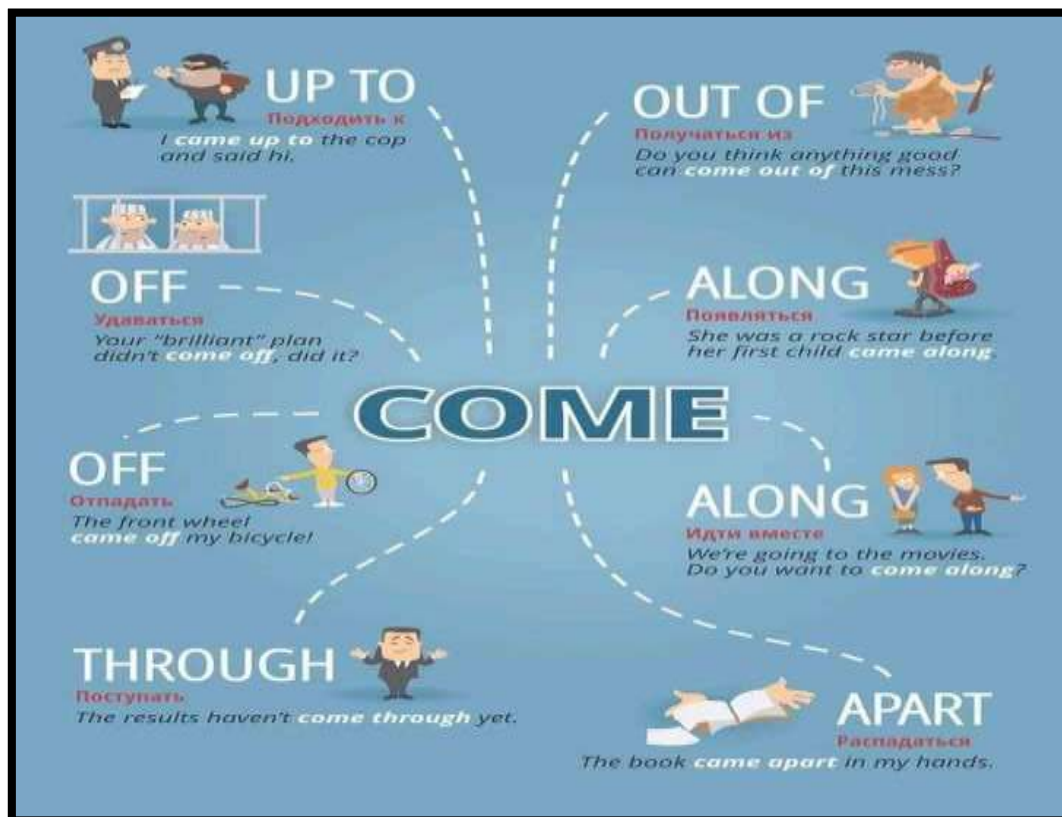 UP TO
Подходить к
I came up to the cop
and said hi.
OUT OF
Получаться из
Do you think anything good
can come out of this mess?
OFF
Удаваться
Your "brilliant" plan
didn't come off, did it?
ALONG
Появляться
She was a rock star before
her first child came along.
COME
OFF
Отпадать
The front wheel
came off my bicycle!
ALONG
Идти вместе
We're going to the movies.
Do you want to come along?
THROUGH
Поступать
The results haven't come through yet.
APART
Распадаться
The book came apart in my hands.